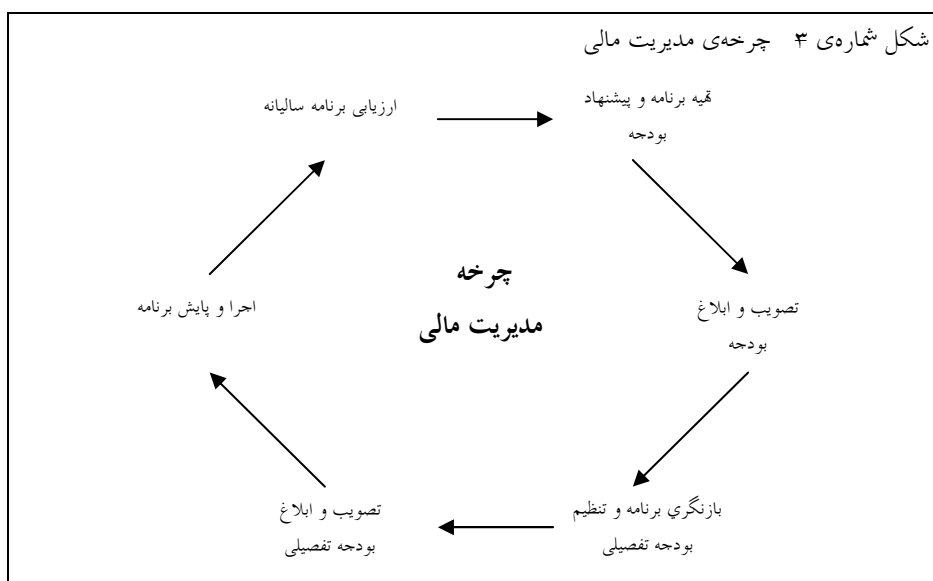 شکل شماره‌ی ۳ چرخه‌ی مدیریت مالی
تهیه برنامه و پیشنهاد
بودجه
ارزیابی برنامه سالیانه
چرخه
مدیریت مالی
تصویب و ابلاغ
بودجه
اجرا و پایش برنامه
بازنگري برنامه و تنظیم
بودجه تفصیلی
تصویب و ابلاغ
بودجه تفصیلی